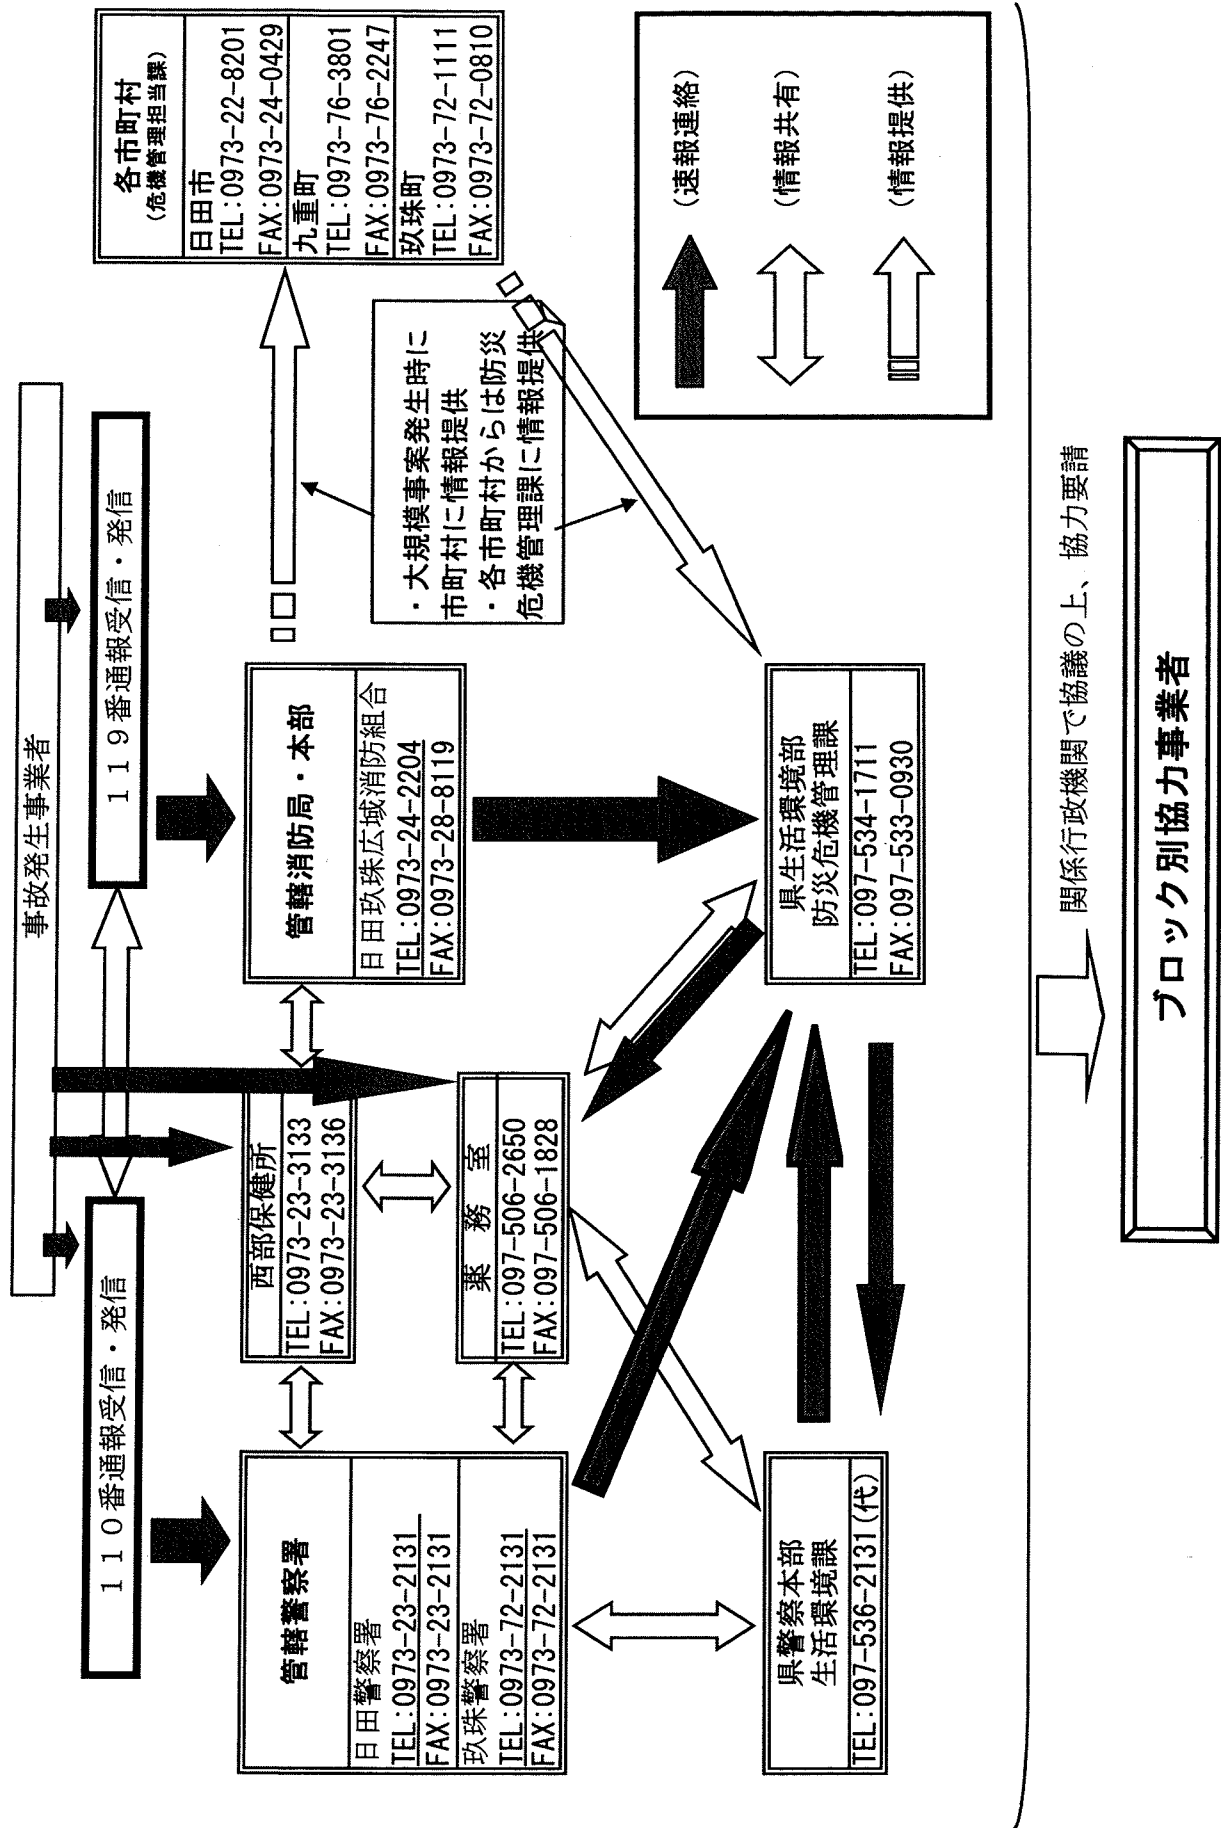 事故発生事業者
１１０番通報受信・発信
１１９番通報受信・発信
管轄警察署
日田警察署
TEL:0973-23-2131
FAX:0973-23-2131
玖珠警察署
TEL:0973-72-2131
FAX:0973-72-2131
西部保健所
TEL:0973-23-3133
FAX:0973-23-3136
薬務室
TEL:097-506-2650
FAX:097-506-1828
管轄消防局・本部
日田玖珠広域消防組合
TEL:0973-24-2204
FAX:0973-28-8119
各市町村
(危機管理担当課)
日田市
TEL:0973-22-8201
FAX:0973-24-0429
九重町
TEL:0973-76-3801
FAX:0973-76-2247
玖珠町
TEL:0973-72-1111
FAX:0973-72-0810
・大規模事案発生時に
市町村に情報提供
・各市町村からは防災
危機管理課に情報提供
県警察本部
生活環境課
TEL:097-536-2131(代)
県生活環境部
防災危機管理課
TEL:097-534-1711
FAX:097-533-0930
(速報連絡)
(情報共有)
(情報提供)
関係行政機関で協議の上、協力要請
ブロック別協力事業者